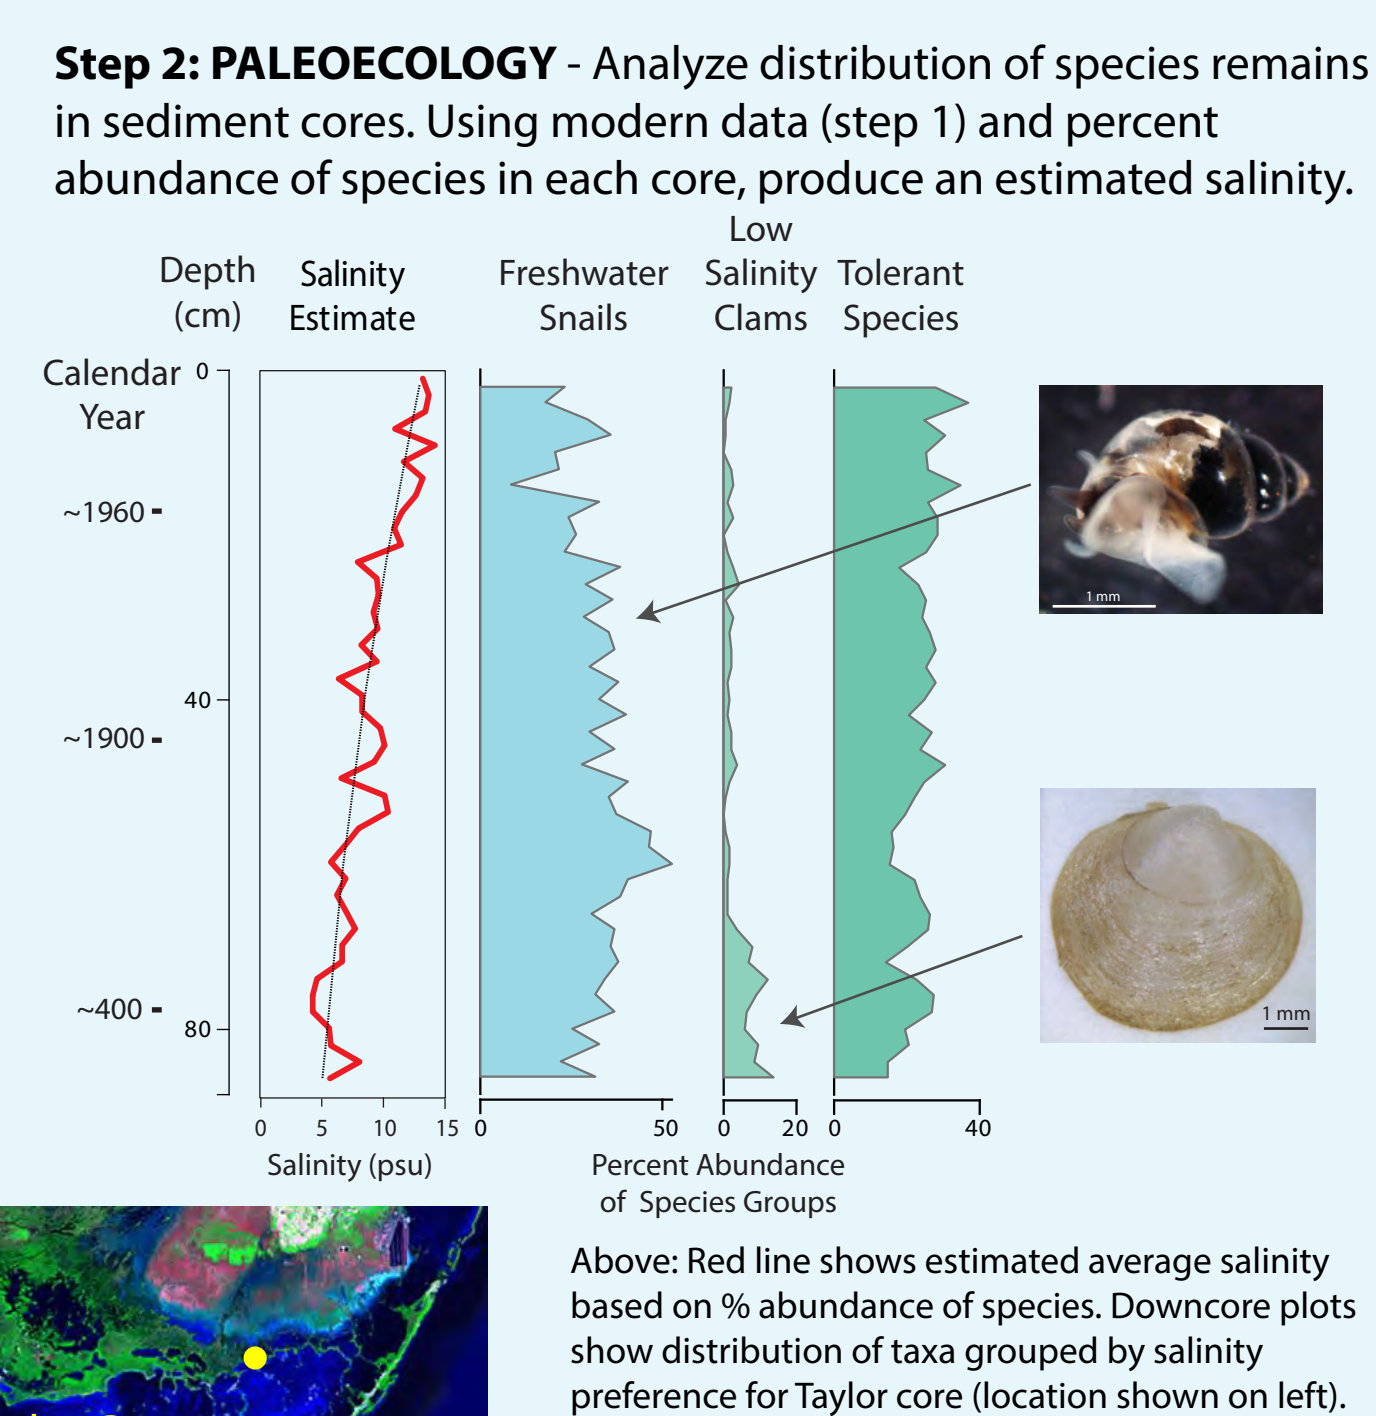 Step 2: PALEOECOLOGY - Analyze distribution of species remains
in sediment cores. Using modern data (step 1) and percent
abundance of species in each core, produce an estimated salinity.
Depth
(cm)
Salinity
Estimate
Freshwater
Snails
Low
Salinity
Clams
Tolerant
Species
Calendar
Year
0
~1960
40
~1900
~400
80
1 mm
1 mm
0 5 10 15
Salinity (psu)
0 50
0 20
0 40
Percent Abundance
of Species Groups
Above: Red line shows estimated average salinity
based on % abundance of species. Downcore plots
show distribution of taxa grouped by salinity
preference for Taylor core (location shown on left).